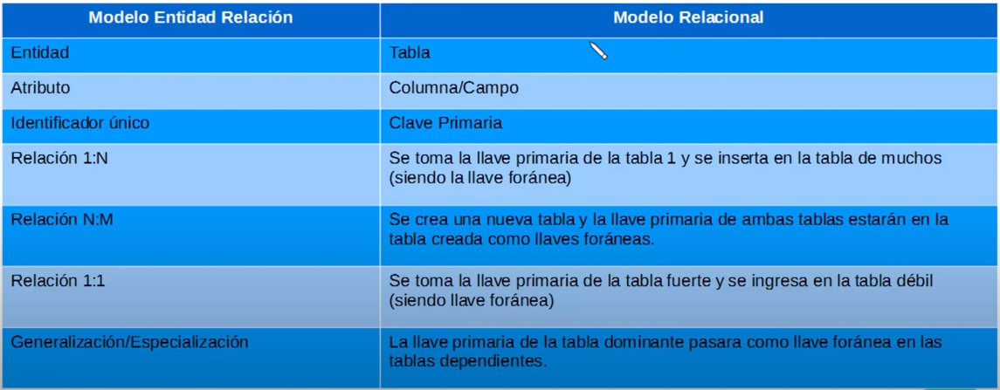 Modelo Entidad Relación
Modelo Relacional
Entidad
Tabla
Atributo
Columna/Campo
Identificador único
Clave Primaria
Relación 1:N
Se toma la llave primaria de la tabla 1 y se inserta en la tabla de muchos
(siendo la llave foránea)
Relación N:M
Se crea una nueva tabla y la llave primaria de ambas tablas estarán en la
tabla creada como llaves foráneas.
Relación 1:1
Se toma la llave primaria de la tabla fuerte y se ingresa en la tabla débil
(siendo llave foránea)
Generalización/Especialización
La llave primaria de la tabla dominante pasara como llave foránea en las
tablas dependientes.